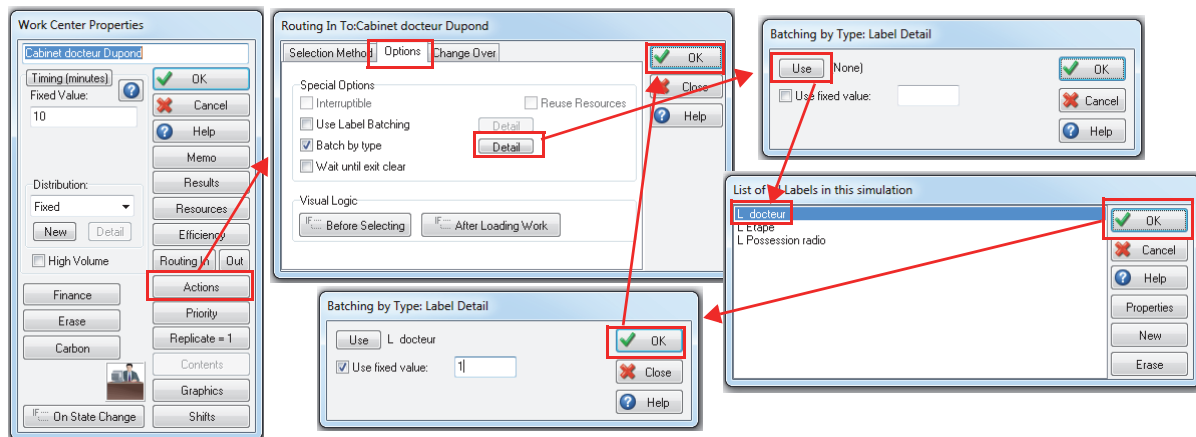 Work Center Properties
Cabinet docteur Dupond
Timing (minutes)
Fixed Value:
10
OK
Cancel
Help
Memo
Results
Distribution:
Fixed
New Detail
High Volume
Resources
Efficiency
Routing In Out
Actions
Priority
Replicate = 1
Contents
Graphics
Shifts
Finance
Erase
Carbon
IF On State Change
Routing In To:Cabinet docteur Dupond
Selection Method Options Change Over
Special Options
Interruptible Reuse Resources
Use Label Batching Detail
Batch by type Detail
Wait until exit clear
Visual Logic
IF Before Selecting IF After Loading Work
OK
Close
Help
Batching by Type: Label Detail
Use None)
Use fixed value:
OK
Cancel
Help
List of All Labels in this simulation
L docteur
L Etape
L Possession radio
OK
Cancel
Help
Properties
New
Erase
Batching by Type: Label Detail
Use L docteur
Use fixed value: 1
OK
Close
Help